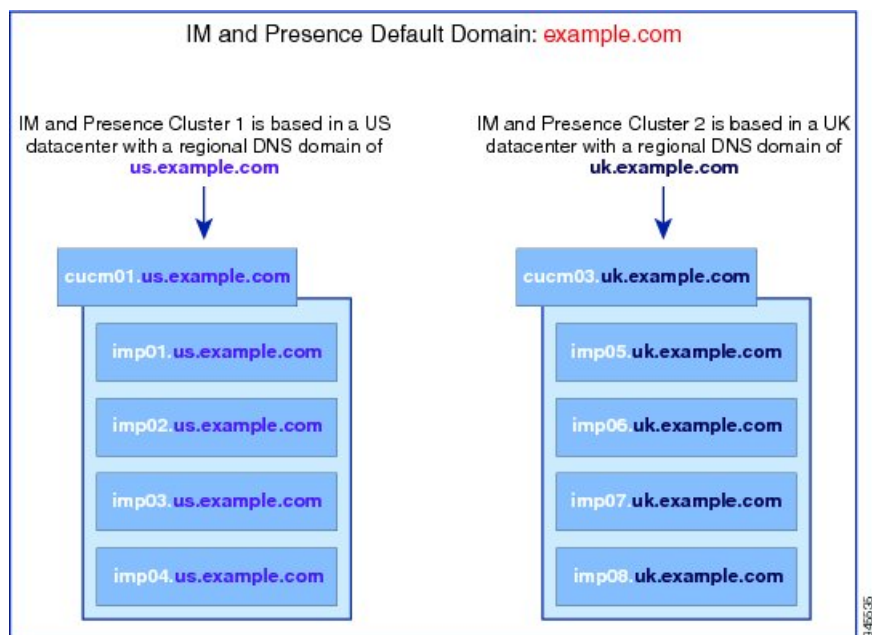 IM and Presence Default Domain: example.com
IM and Presence Cluster 1 is based in a US
datacenter with a regional DNS domain of
us.example.com
cucm01.us.example.com
imp01.us.example.com
imp02.us.example.com
imp03.us.example.com
imp04.us.example.com
IM and Presence Cluster 2 is based in a UK
datacenter with a regional DNS domain of
uk.example.com
cucm03.uk.example.com
imp05.uk.example.com
imp06.uk.example.com
imp07.uk.example.com
imp08.uk.example.com